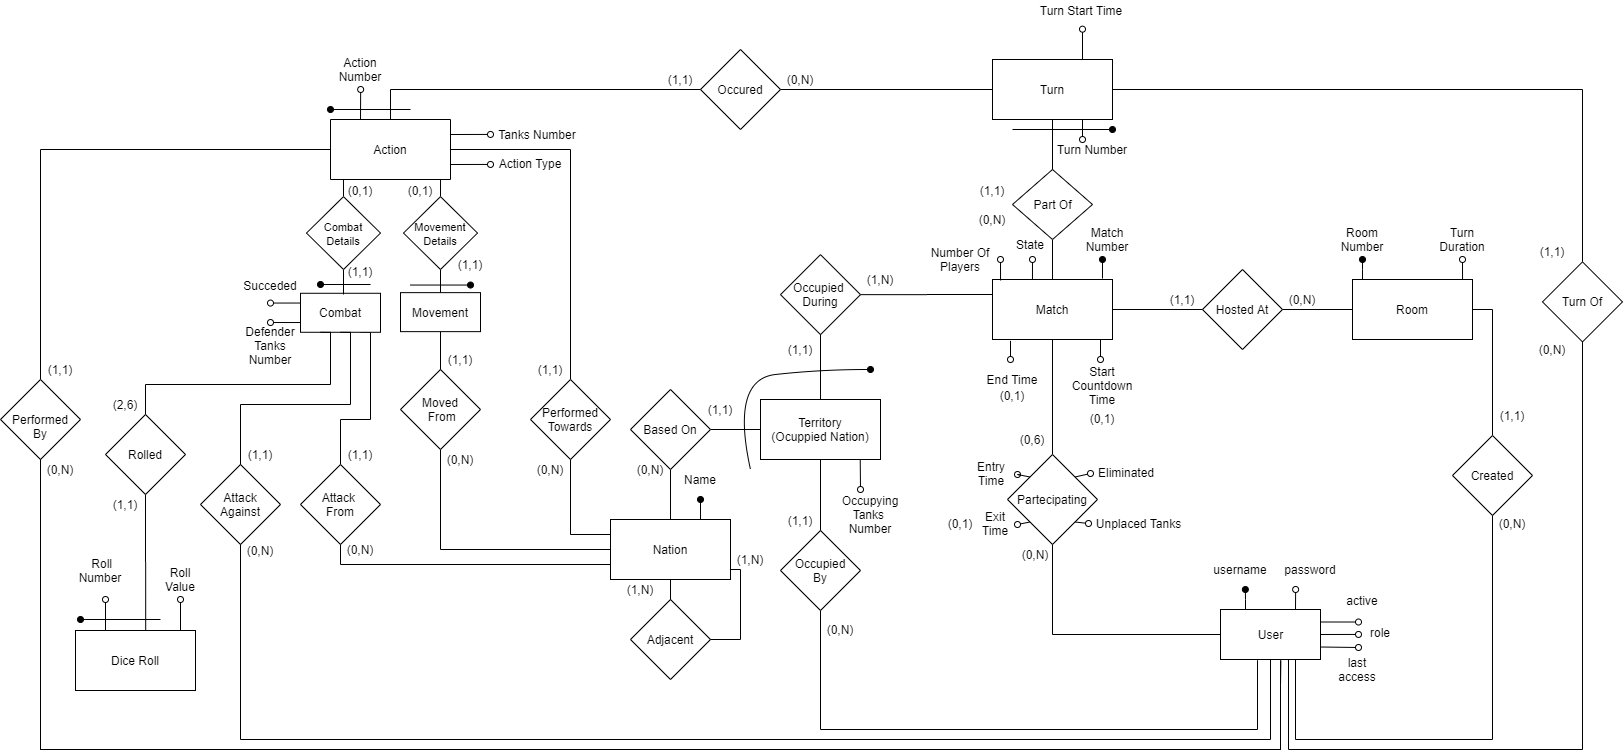 Turn Start Time
Action
Number
(1,1)
Occured
(0,N)
Turn
Tanks Number
Action
Action Type
Turn Number
(0,1)
(0,1)
(1,1)
Part Of
(0,N)
Combat
Details
Movement
Details
(1,1)
(1,1)
Number Of
Players
State
Match
Number
Room
Number
Turn
Duration
(1,1)
Succeded
Combat
Defender
Tanks
Number
Movement
Occupied
During
(1,N)
Match
(1,1)
Hosted At
(0,N)
Room
Turn Of
(0,N)
(1,1)
End Time
(0,1)
Start
Countdown
Time
(0,1)
(1,1)
(1,1)
(1,1)
(2,6)
Performed
By
(0,N)
Rolled
(1,1)
Moved
From
(0,N)
Performed
Towards
(0,N)
Based On
(1,1)
(0,N)
Territory
(Ocuppied Nation)
(1,1)
(0,6)
(1,1)
(1,1)
Attack
Against
(0,N)
Attack
From
(0,N)
Name
Occupying
Tanks
Number
Entry
Time
Eliminated
Partecipating
Exit
Time
(0,1)
Unplaced Tanks
(0,N)
Created
(0,N)
Nation
(1,N)
(1,N)
Adjacent
(1,1)
Occupied
By
(0,N)
Roll
Number
Roll
Value
Dice Roll
username
password
active
User
role
last
access